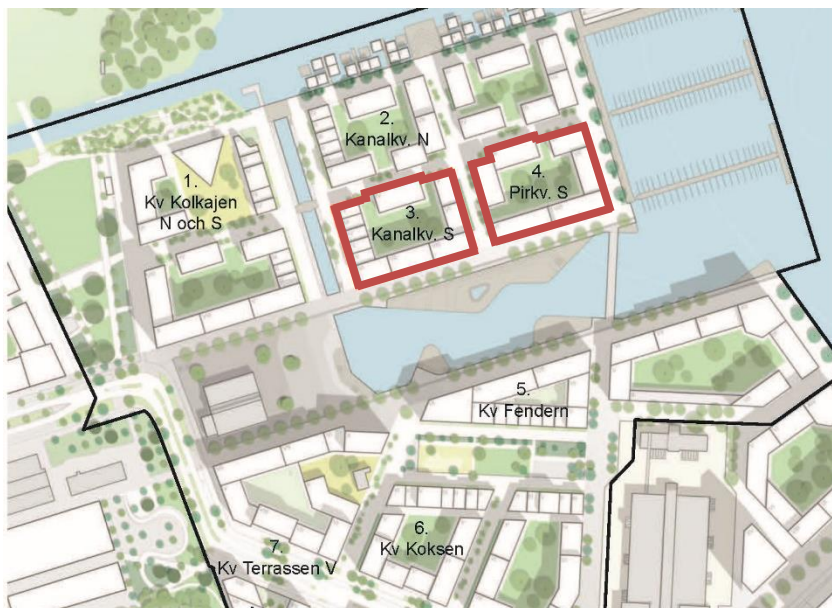 1.
Kv Kolkajen
N och S
2.
Kanalkv. N
3.
Kanalkv. S
4.
Pirkv. S
5.
Kv Fendern
6.
Kv Koksen
7.
Kv Terrassen V